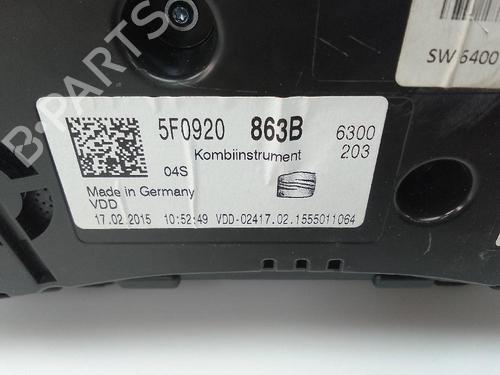 SW 6400
5F0920 863B 6300
Kombiinstrument 203
04S
Made in Germany
VDD
17.02.2015 10:52:49 VDD-02417.02.1555011064
B-PARTS